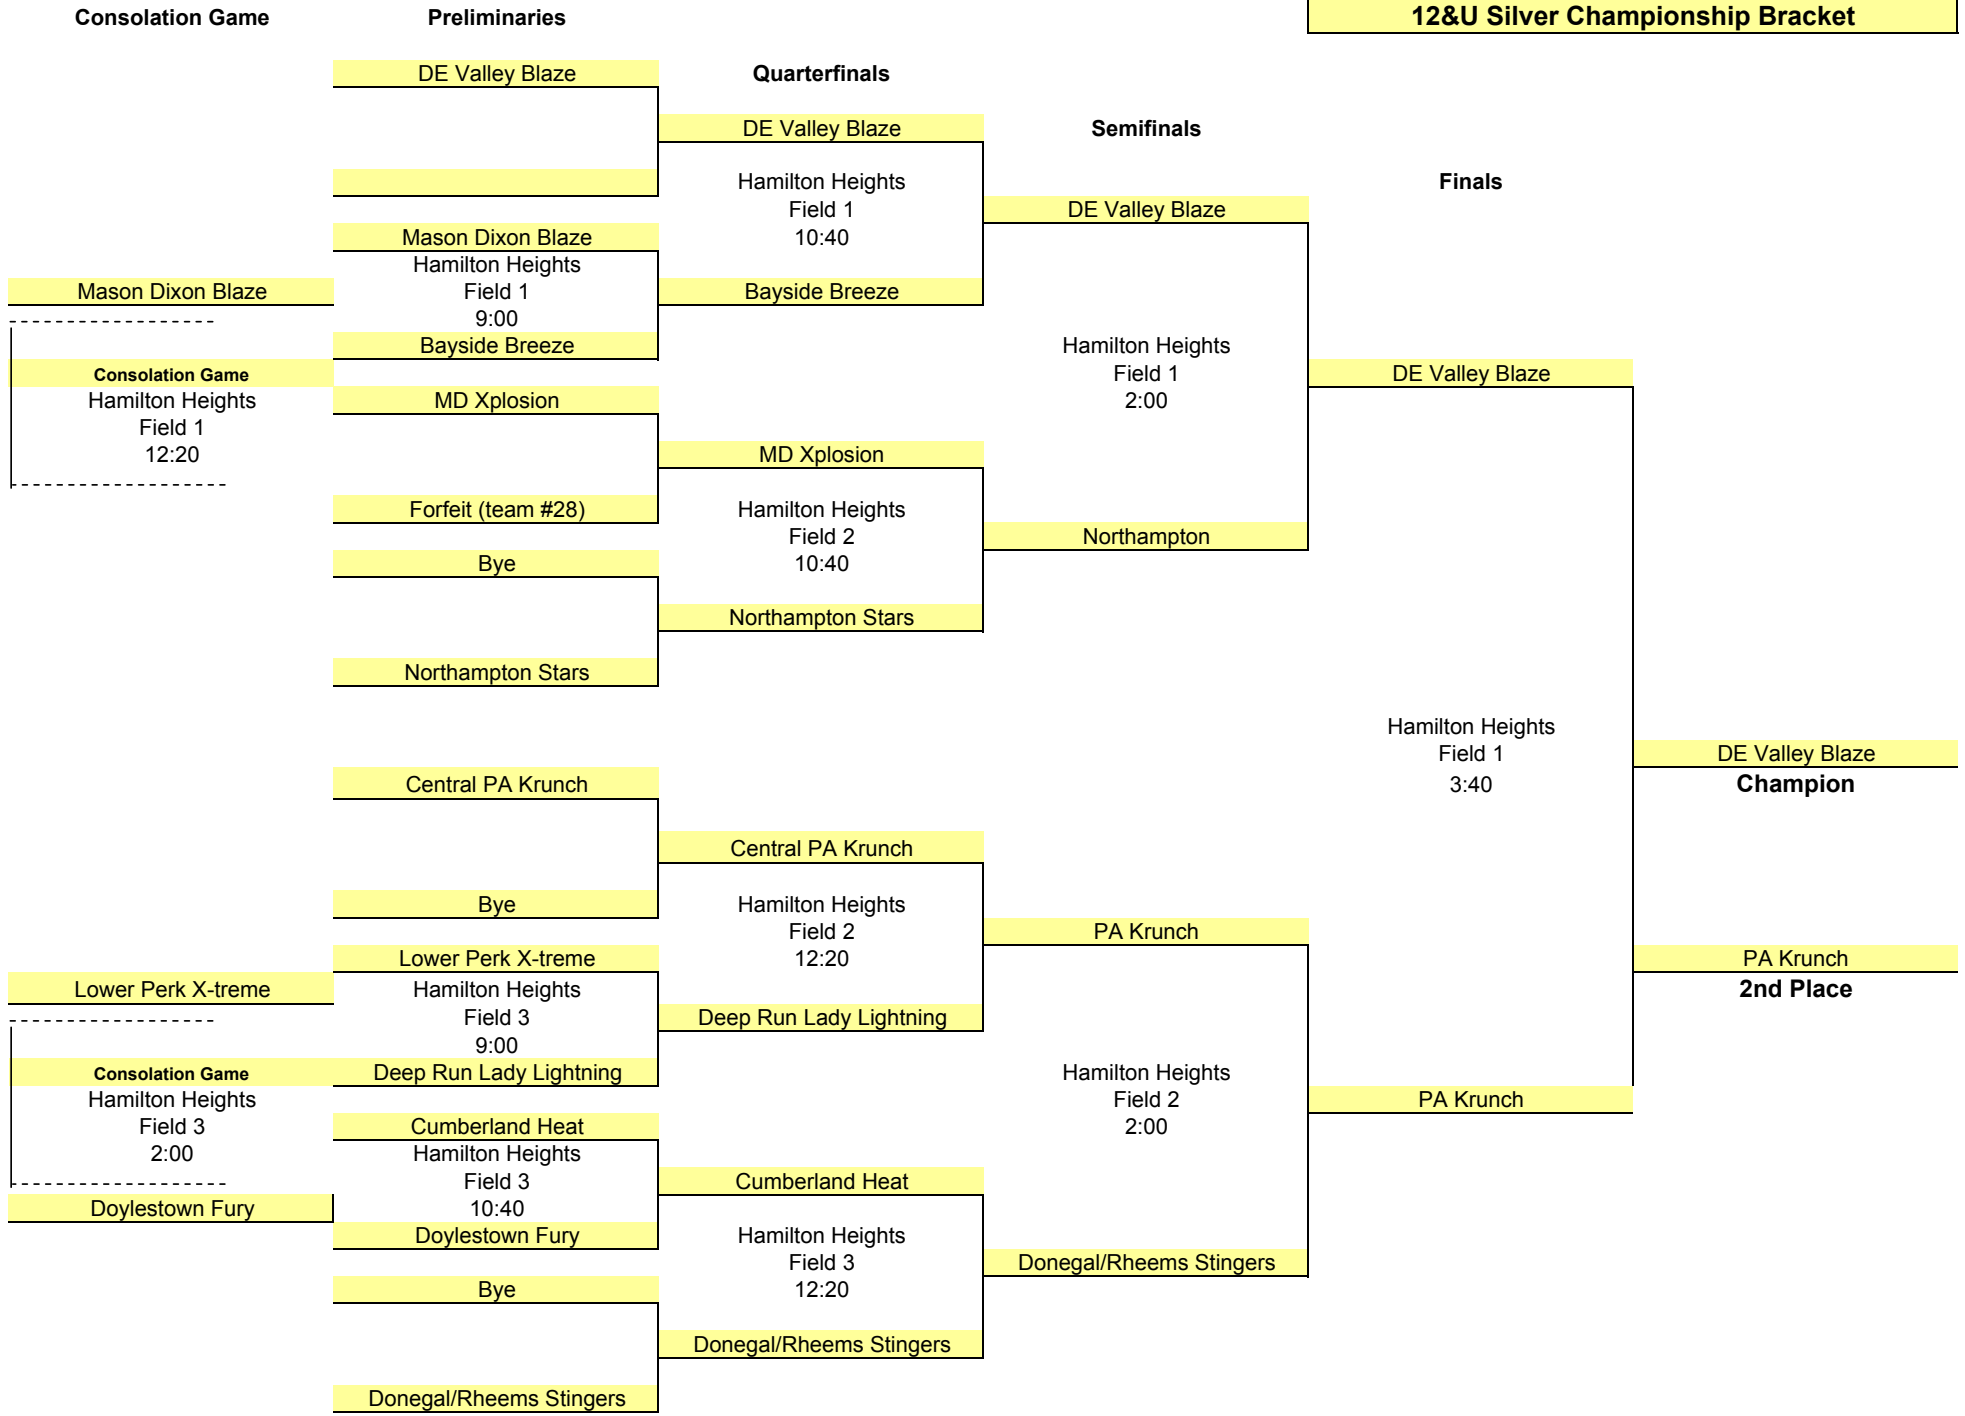 Consolation Game
Preliminaries
12&U Silver Championship Bracket
DE Valley Blaze
Quarterfinals
DE Valley Blaze
Semifinals
Hamilton Heights
Field 1
10:40
Finals
DE Valley Blaze
Mason Dixon Blaze
Hamilton Heights
Field 1
9:00
Mason Dixon Blaze
Bayside Breeze
Bayside Breeze
Hamilton Heights
Field 1
2:00
DE Valley Blaze
Consolation Game
Hamilton Heights
Field 1
12:20
MD Xplosion
MD Xplosion
Forfeit (team #28)
Hamilton Heights
Field 2
10:40
Northampton
Bye
Northampton Stars
Northampton Stars
Hamilton Heights
Field 1
3:40
DE Valley Blaze
Champion
Central PA Krunch
Central PA Krunch
Bye
Hamilton Heights
Field 2
12:20
PA Krunch
Lower Perk X-treme
PA Krunch
2nd Place
Lower Perk X-treme
Hamilton Heights
Field 3
9:00
Deep Run Lady Lightning
Consolation Game
Hamilton Heights
Field 3
2:00
Deep Run Lady Lightning
Hamilton Heights
Field 2
2:00
PA Krunch
Cumberland Heat
Hamilton Heights
Field 3
10:40
Cumberland Heat
Doylestown Fury
Doylestown Fury
Hamilton Heights
Field 3
12:20
Donegal/Rheems Stingers
Bye
Donegal/Rheems Stingers
Donegal/Rheems Stingers